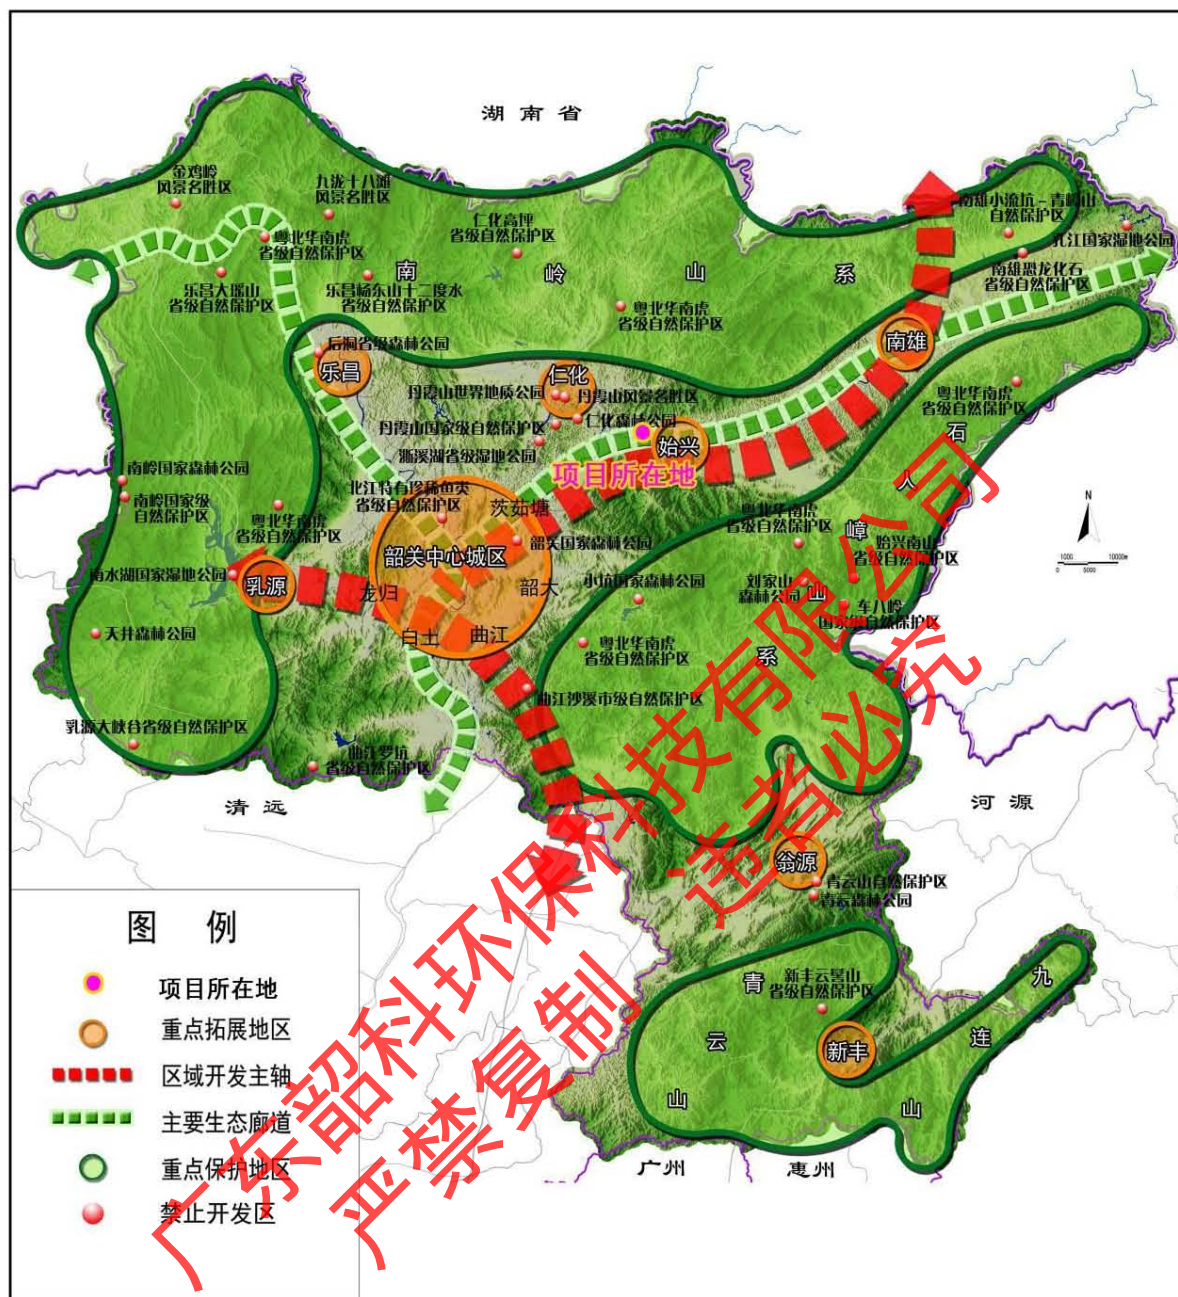 湖南省
金鸡岭
风景名胜区
九泷十八滩
风景名胜区
仁化高坪
省级自然保护区
南雄小流坑-青嶂山
自然保护区
孔江国家湿地公园
粤北华南虎
省级自然保护区
南岭山系
南雄恐龙化石
省级自然保护区
乐昌大瑶山
省级自然保护区
乐昌杨东山十二度水
省级自然保护区
粤北华南虎
省级自然保护区
后洞省级森林公园
乐昌
仁化
南雄
丹霞山世界地质公园
丹霞山风景名胜区
粤北华南虎
省级自然保护区
仁化森林公园
丹霞山国家级自然保护区
始兴
浈溪湖省级湿地公园
项目所在地
石人嶂山系
南岭国家森林公园
南岭国家级
自然保护区
粤北华南虎
省级自然保护区
北江特有珍稀鱼类
省级自然保护区
茨茹塘
粤北华南虎
省级自然保护区
韶关国家森林公园
始兴南山
省级自然保护区
韶关中心城区
南水湖国家湿地公园
乳源
龙归
韶大
小坑国家森林公园
刘家山
森林公园
车八岭
国家级自然保护区
天井森林公园
白土
曲江
粤北华南虎
省级自然保护区
曲江沙溪市级自然保护区
乳源大峡谷省级自然保护区
曲江罗坑
省级自然保护区
清远
河源
翁源
青云山自然保护区
青云森林公园
新丰云髻山
省级自然保护区
青云山
九连山
新丰
广州
惠州
N
1000 0 5000 10000m
图例
项目所在地
重点拓展地区
区域开发主轴
主要生态廊道
重点保护地区
禁止开发区
广东韶科环保科技有限公司
严禁复制 违者必究